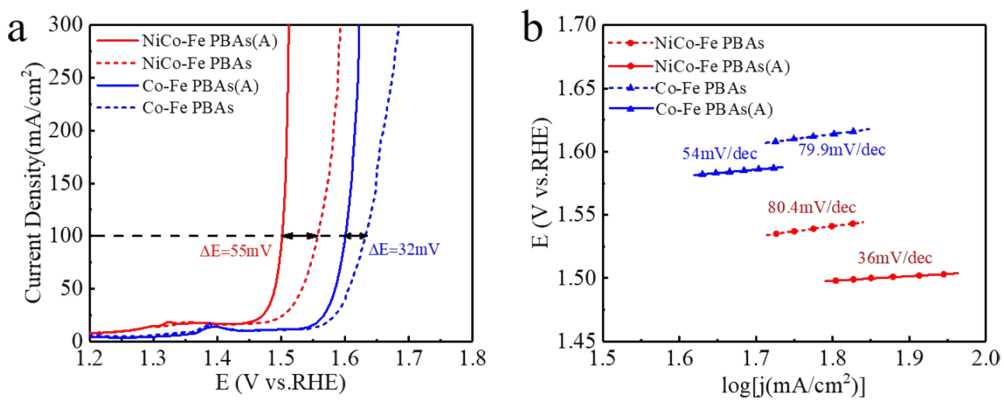 a
300
250
200
150
100
50
0
Current Density(mA/cm²)
NiCo-Fe PBAs(A)
NiCo-Fe PBAs
Co-Fe PBAs(A)
Co-Fe PBAs
ΔE=55mV
ΔE=32mV
1.2 1.3 1.4 1.5 1.6 1.7 1.8
E (V vs.RHE)
b
1.70
1.65
1.60
1.55
1.50
1.45
E (V vs.RHE)
NiCo-Fe PBAs
NiCo-Fe PBAs(A)
Co-Fe PBAs
Co-Fe PBAs(A)
54mV/dec
79.9mV/dec
80.4mV/dec
36mV/dec
1.5 1.6 1.7 1.8 1.9 2.0
log[j(mA/cm²)]